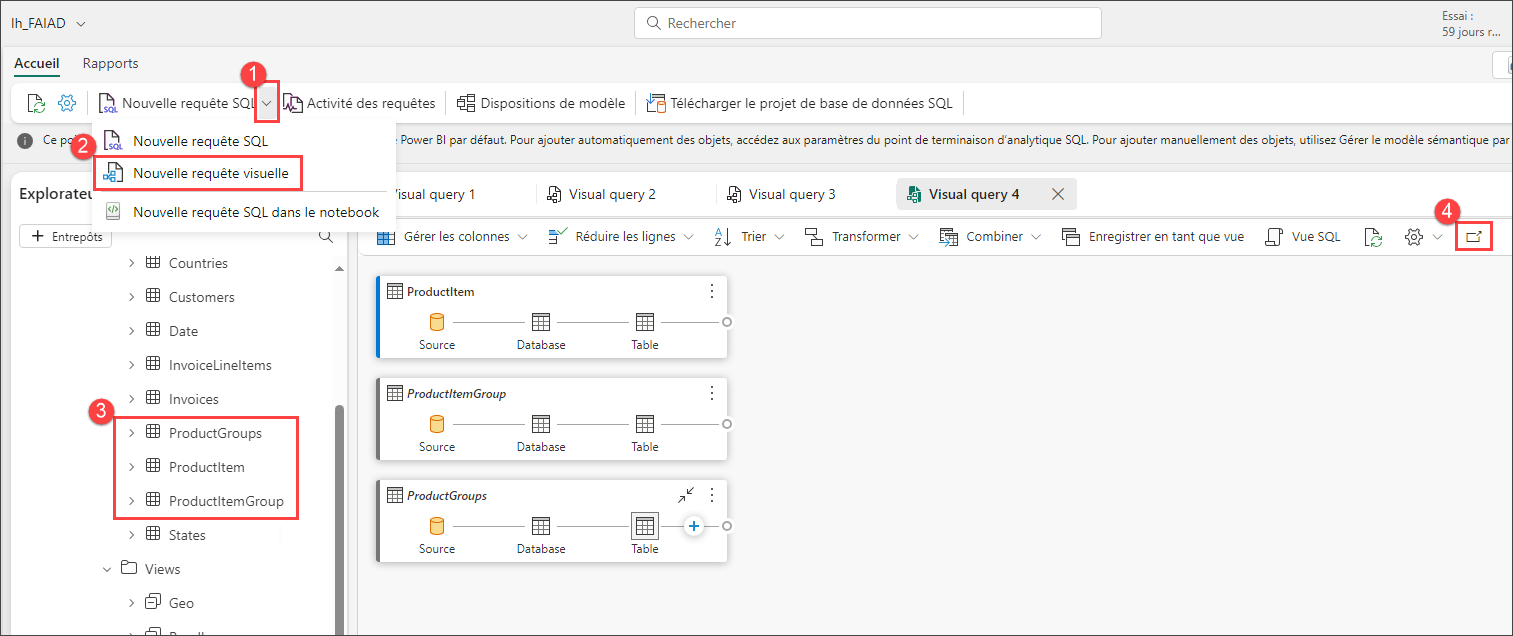 lh_FAIAD
Rechercher
Essai :
59 jours r...
Accueil
Rapports
1
Nouvelle requête SQL
Activité des requêtes
Dispositions de modèle
Télécharger le projet de base de données SQL
Ce po
Power BI par défaut. Pour ajouter automatiquement des objets, accédez aux paramètres du point de terminaison d'analytique SQL. Pour ajouter manuellement des objets, utilisez Gérer le modèle sémantique par
Nouvelle requête SQL
2
Nouvelle requête visuelle
Nouvelle requête SQL dans le notebook
Explorateu
Visual query 1
Visual query 2
Visual query 3
Visual query 4
4
+ Entrepôts
Gérer les colonnes
Réduire les lignes
Trier
Transformer
Combiner
Enregistrer en tant que vue
Vue SQL
Countries
Customers
Date
InvoiceLineItems
Invoices
3
ProductGroups
ProductItem
ProductItemGroup
States
Views
Geo
ProductItem
Source
Database
Table
ProductItemGroup
Source
Database
Table
ProductGroups
Source
Database
Table